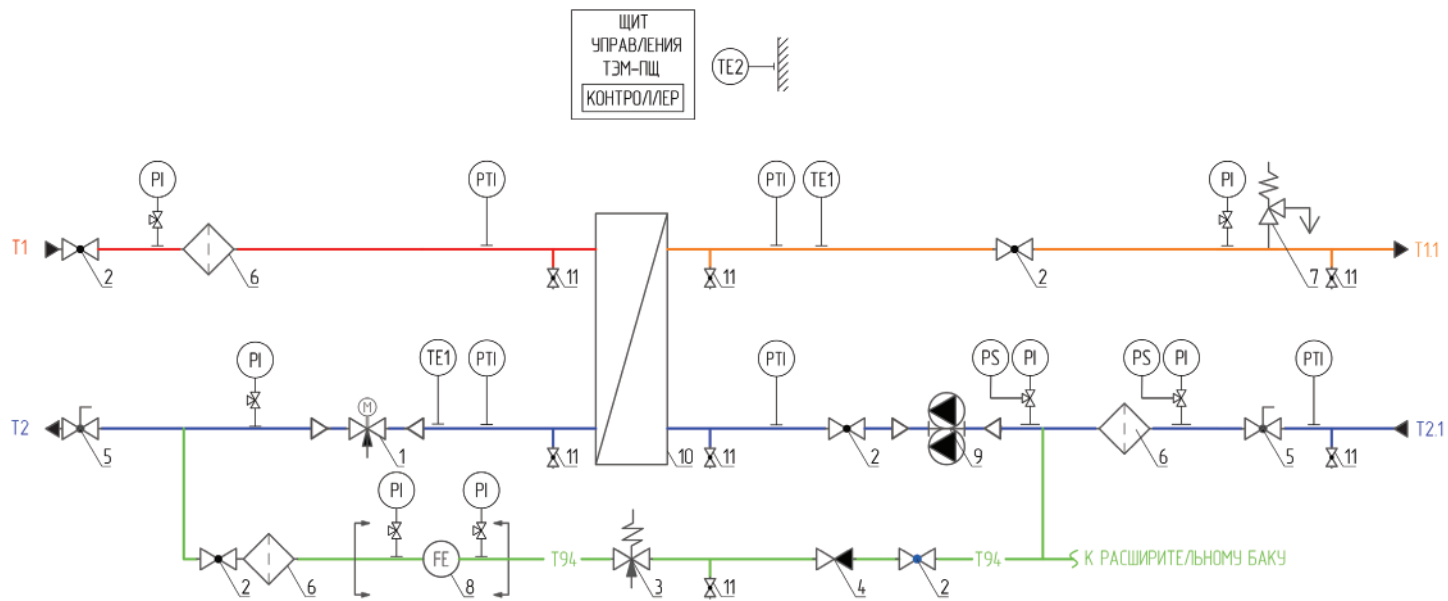 ЩИТ
УПРАВЛЕНИЯ
ТЭМ-ПЩ
КОНТРОЛЛЕР
TE2
PI
PTI
PTI
TE1
PI
T1
T1.1
2
6
11
11
2
7
11
PI
TE1
PTI
PTI
PS
PI
PS
PI
PTI
T2
T2.1
5
1
11
10
11
2
9
6
5
11
PI
PI
FE
T94
T94
К РАСШИРИТЕЛЬНОМУ БАКУ
2
6
8
3
11
4
2
M